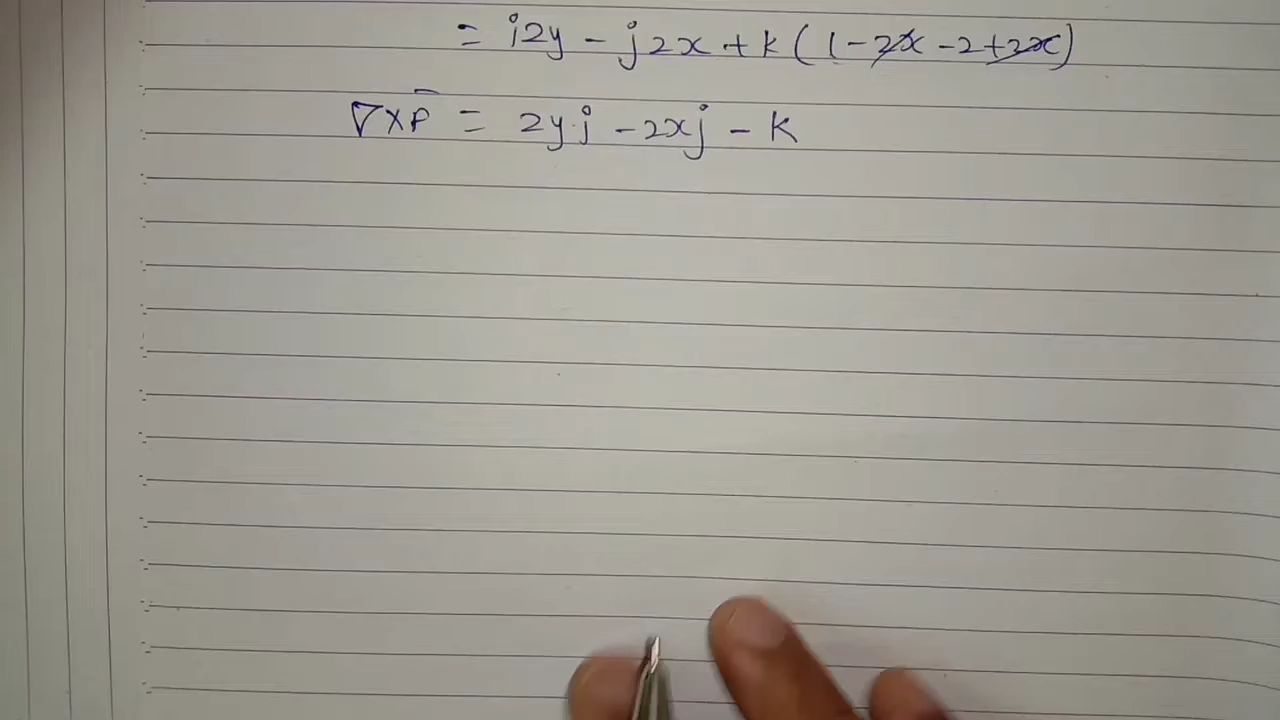 = i2y - j2x + k(1-2x -2+2x)
∇×F̅ = 2yi - 2xj - k